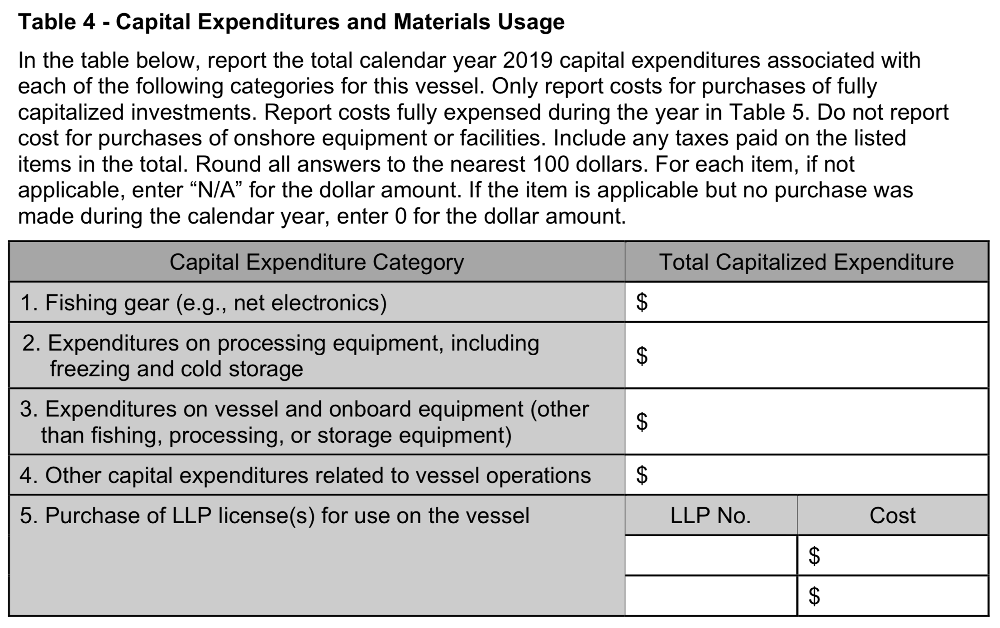 Table 4 - Capital Expenditures and Materials Usage
In the table below, report the total calendar year 2019 capital expenditures associated with
each of the following categories for this vessel. Only report costs for purchases of fully
capitalized investments. Report costs fully expensed during the year in Table 5. Do not report
cost for purchases of onshore equipment or facilities. Include any taxes paid on the listed
items in the total. Round all answers to the nearest 100 dollars. For each item, if not
applicable, enter “N/A” for the dollar amount. If the item is applicable but no purchase was
made during the calendar year, enter 0 for the dollar amount.
Capital Expenditure Category Total Capitalized Expenditure
1. Fishing gear (e.g., net electronics) $
2. Expenditures on processing equipment, including
freezing and cold storage
$
3. Expenditures on vessel and onboard equipment (other
than fishing, processing, or storage equipment)
$
4. Other capital expenditures related to vessel operations $
5. Purchase of LLP license(s) for use on the vessel LLP No. Cost
$
$